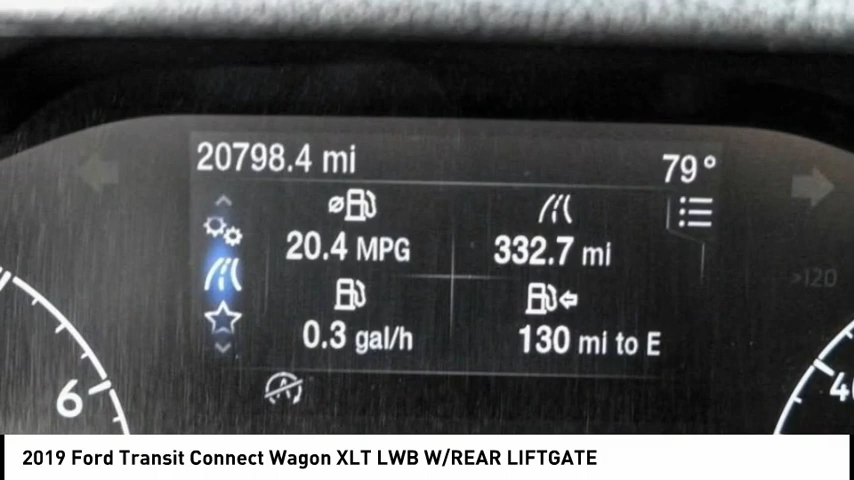 20798.4 mi 79°
20.4 MPG 332.7 mi
0.3 gal/h 130 mi to E
>120
6
2019 Ford Transit Connect Wagon XLT LWB W/REAR LIFTGATE